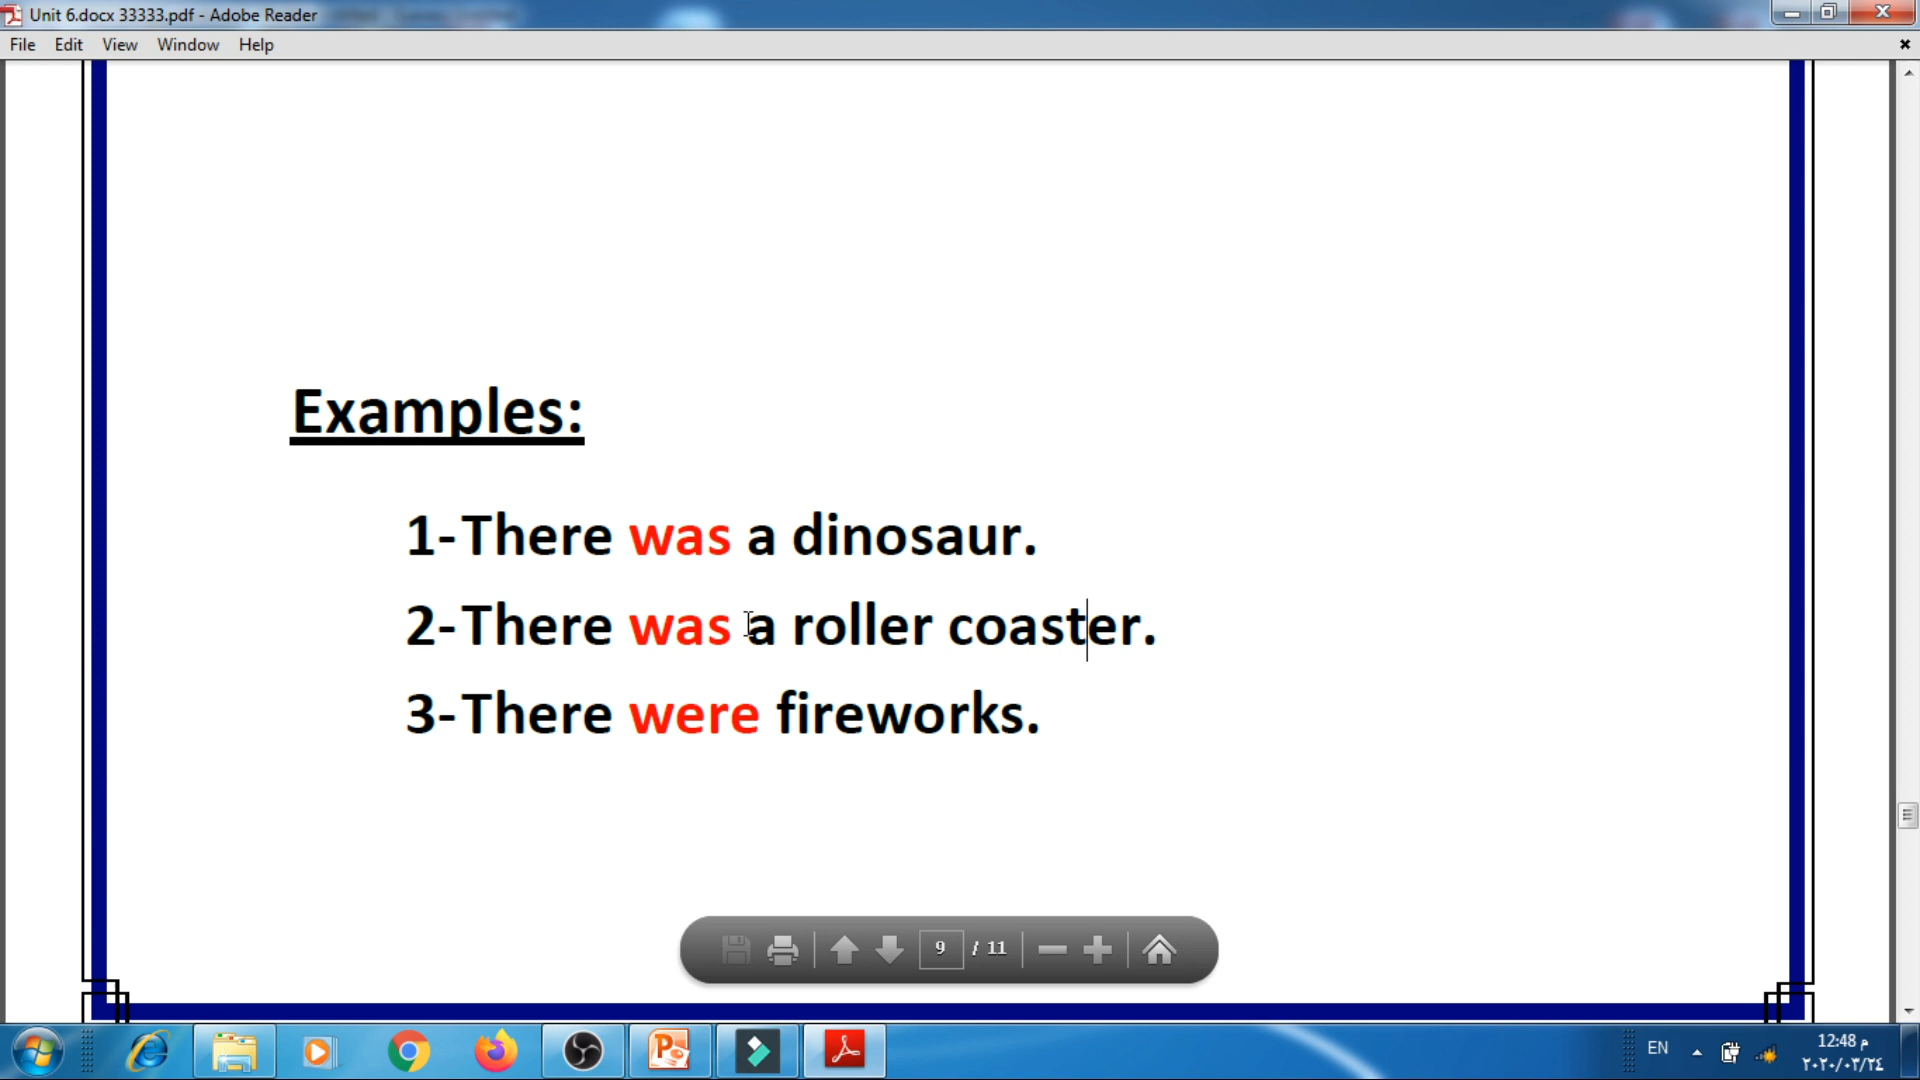 Unit 6.docx 33333.pdf - Adobe Reader
File Edit View Window Help
Examples:
1-There was a dinosaur.
2-There was a roller coaster.
3-There were fireworks.
9 / 11
EN
12:48 م
٢٠٢٠/٠٣/٢٤